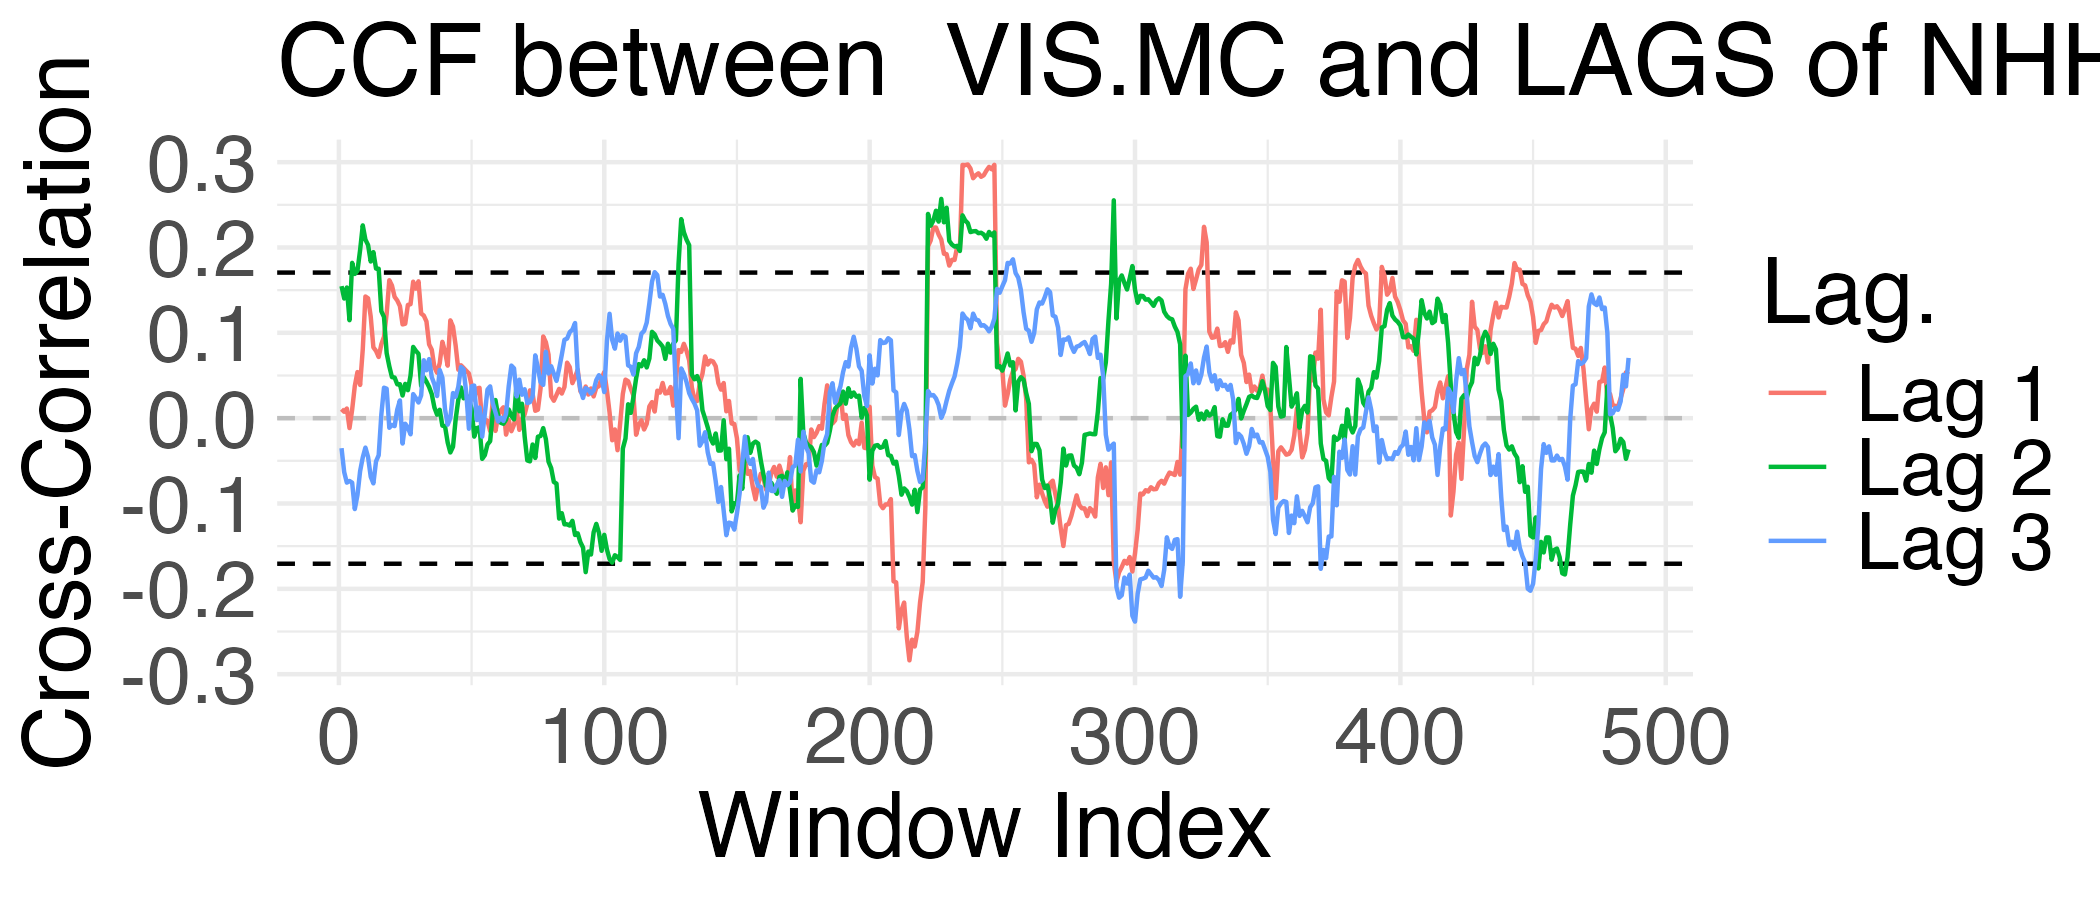 CCF between  VIS.MC and LAGS of NHH
Cross-Correlation
0.3
0.2
0.1
0.0
-0.1
-0.2
-0.3
0 100 200 300 400 500
Window Index
Lag.
Lag 1
Lag 2
Lag 3